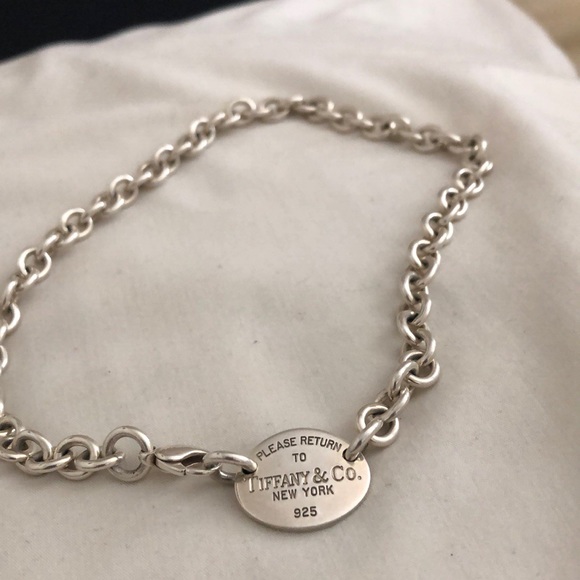 PLEASE RETURN
TO
TIFFANY & CO.
NEW YORK
925